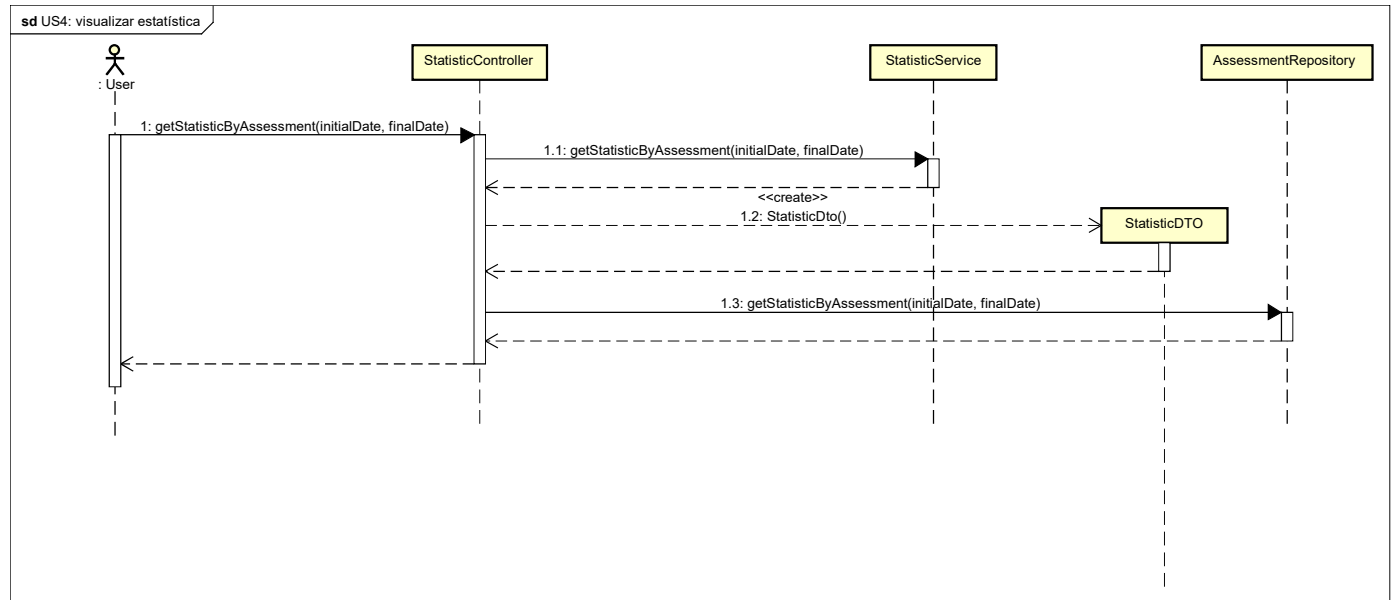 sd US4: visualizar estatística
: User
StatisticController
StatisticService
AssessmentRepository
1: getStatisticByAssessment(initialDate, finalDate)
1.1: getStatisticByAssessment(initialDate, finalDate)
<<create>>
1.2: StatisticDto()
StatisticDTO
1.3: getStatisticByAssessment(initialDate, finalDate)